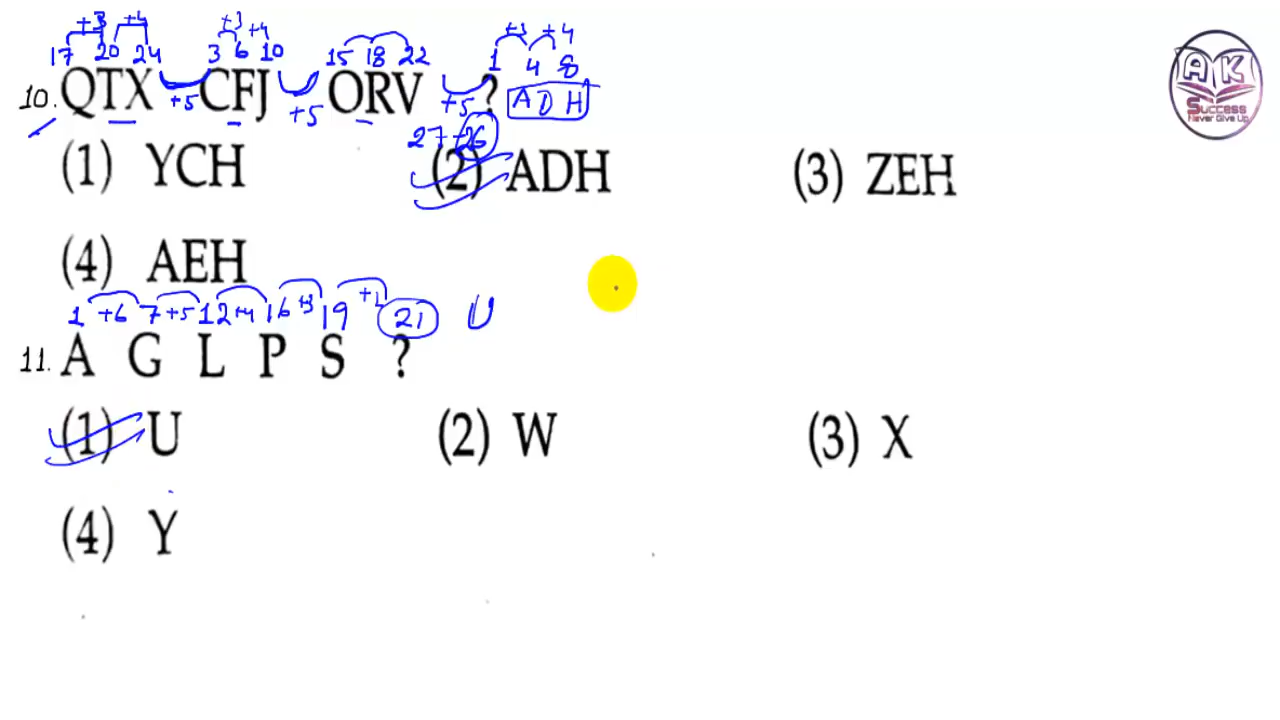 +3 +4 +3 +4 +3 +4
17 20 24 3 6 10 15 18 22 1 4 8
10. QTX +5 CFJ +5 ORV +5 ? ADH
27-26
(1) YCH (2) ADH (3) ZEH
(4) AEH
1 +6 7 +5 12 +4 16 +3 19 21 U
11. A G L P S ?
(1) U (2) W (3) X
(4) Y
AK
Success
Never Give Up